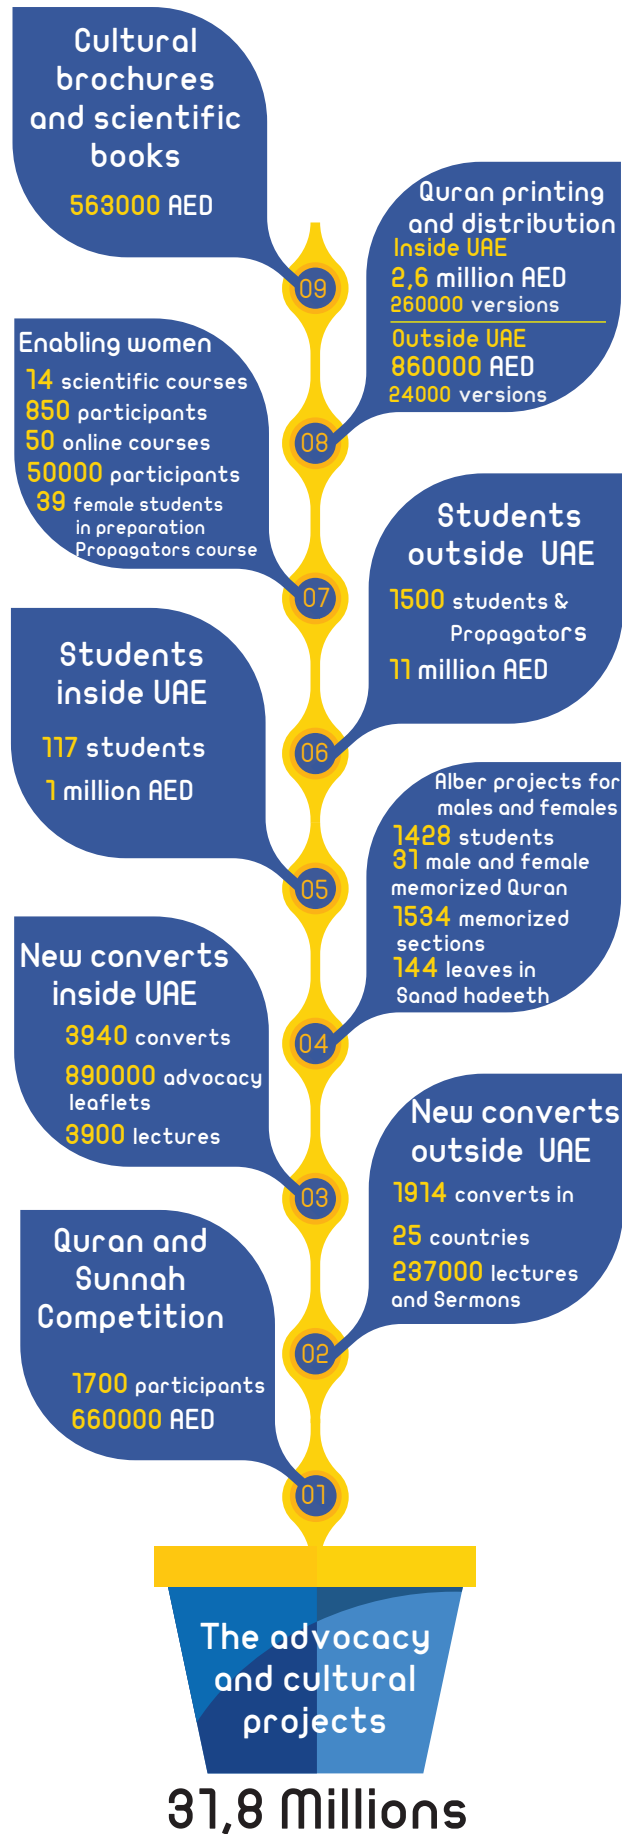 Cultural
brochures
and scientific
books
563000 AED
09
Quran printing
and distribution
Inside UAE
2,6 million AED
260000 versions
Outside UAE
860000 AED
24000 versions
08
Enabling women
14 scientific courses
850 participants
50 online courses
50000 participants
39 female students
in preparation
Propagators course
07
Students
outside UAE
1500 students &
Propagators
11 million AED
06
Students
inside UAE
117 students
1 million AED
05
Alber projects for
males and females
1428 students
31 male and female
memorized Quran
1534 memorized
sections
144 leaves in
Sanad hadeeth
04
New converts
inside UAE
3940 converts
890000 advocacy
leaflets
3900 lectures
03
New converts
outside UAE
1914 converts in
25 countries
237000 lectures
and Sermons
02
Quran and
Sunnah
Competition
1700 participants
660000 AED
01
The advocacy
and cultural
projects
31,8 Millions